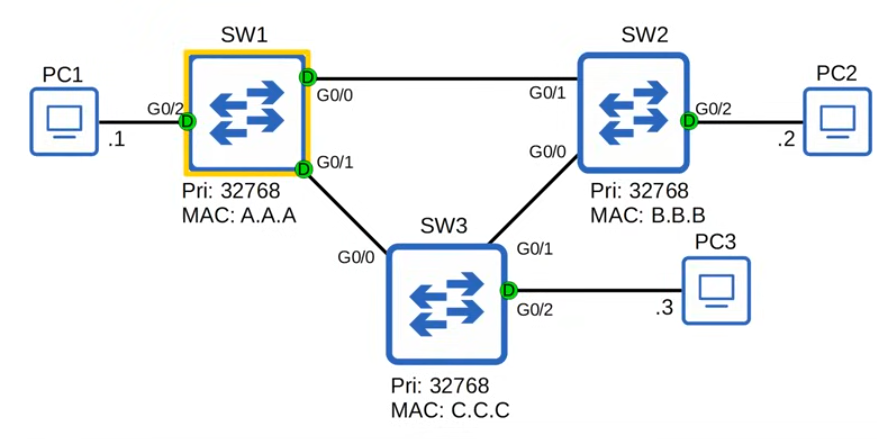 SW1
SW2
PC1
PC2
G0/2
D
D
G0/0
G0/1
D
G0/2
.1
.2
D
G0/1
G0/0
Pri: 32768
MAC: A.A.A
Pri: 32768
MAC: B.B.B
SW3
PC3
G0/0
G0/1
D
G0/2
.3
Pri: 32768
MAC: C.C.C